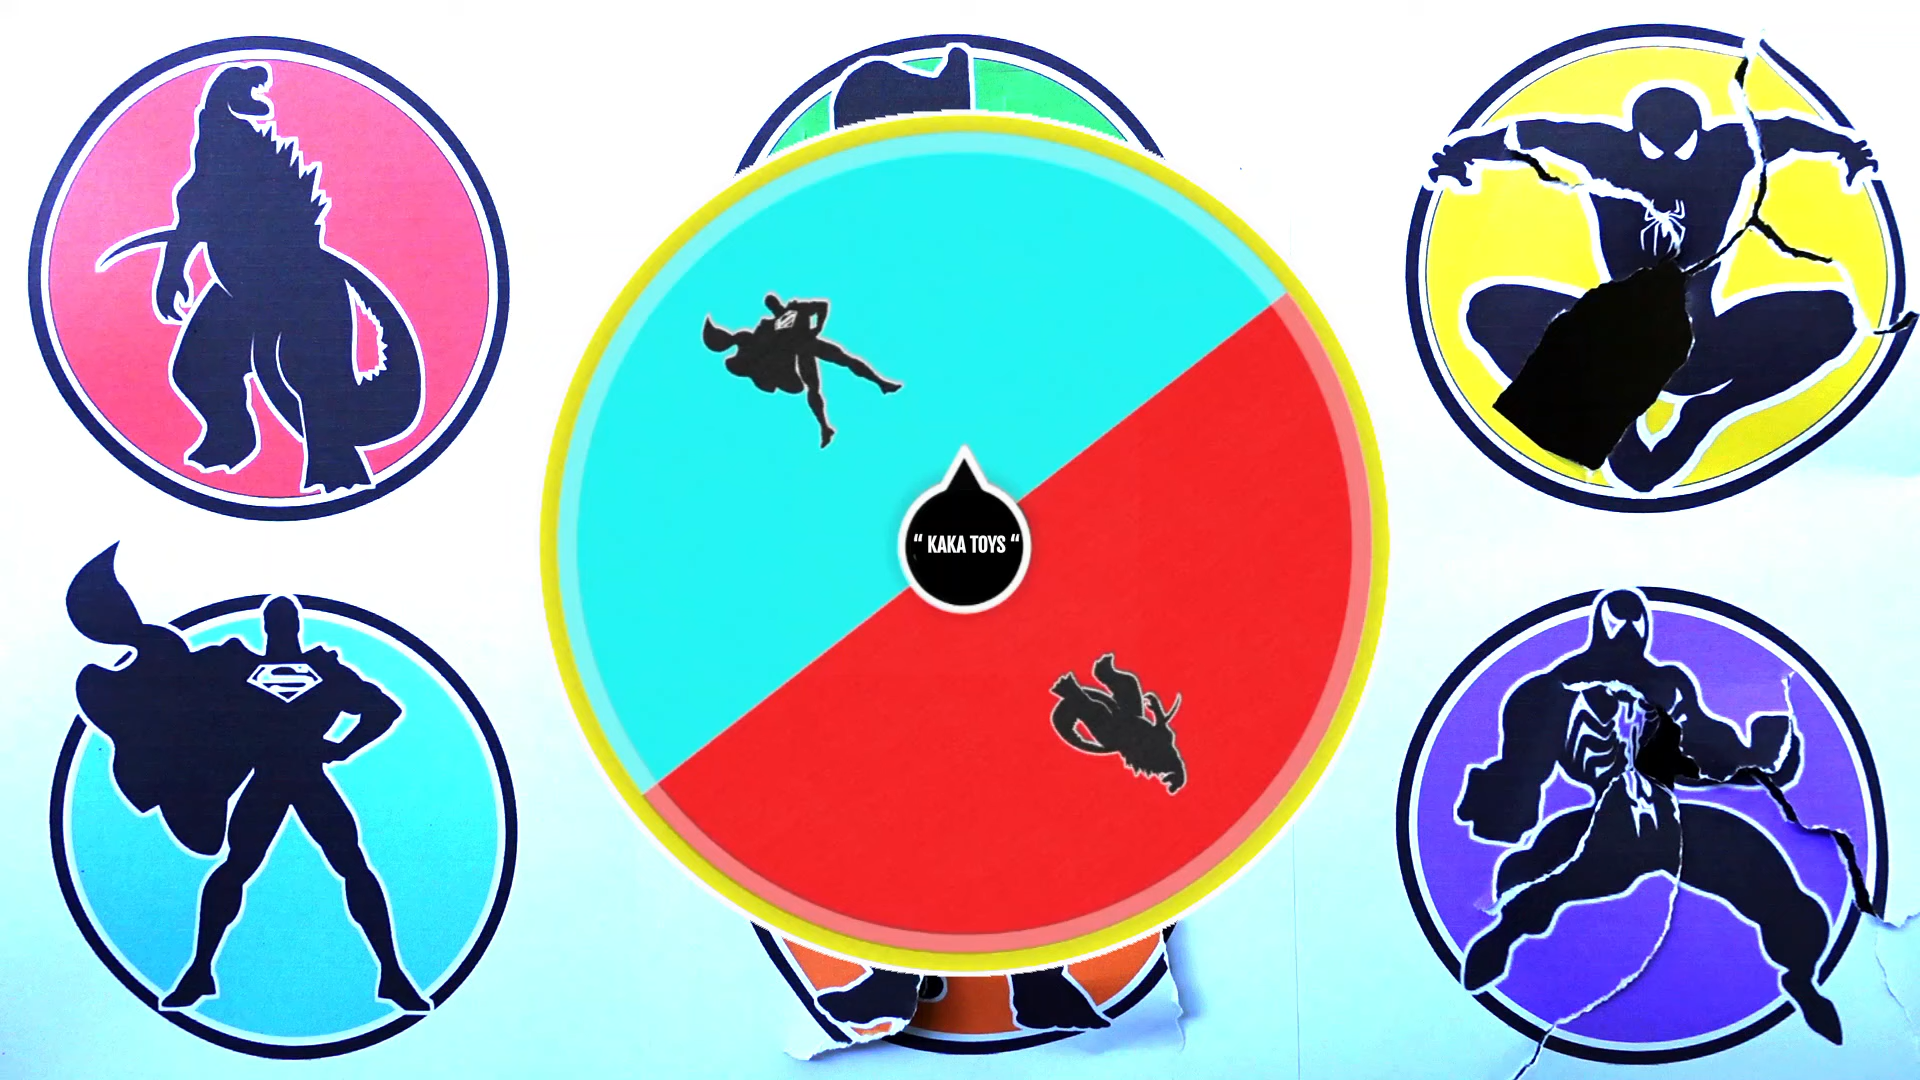 “ KAKA TOYS “